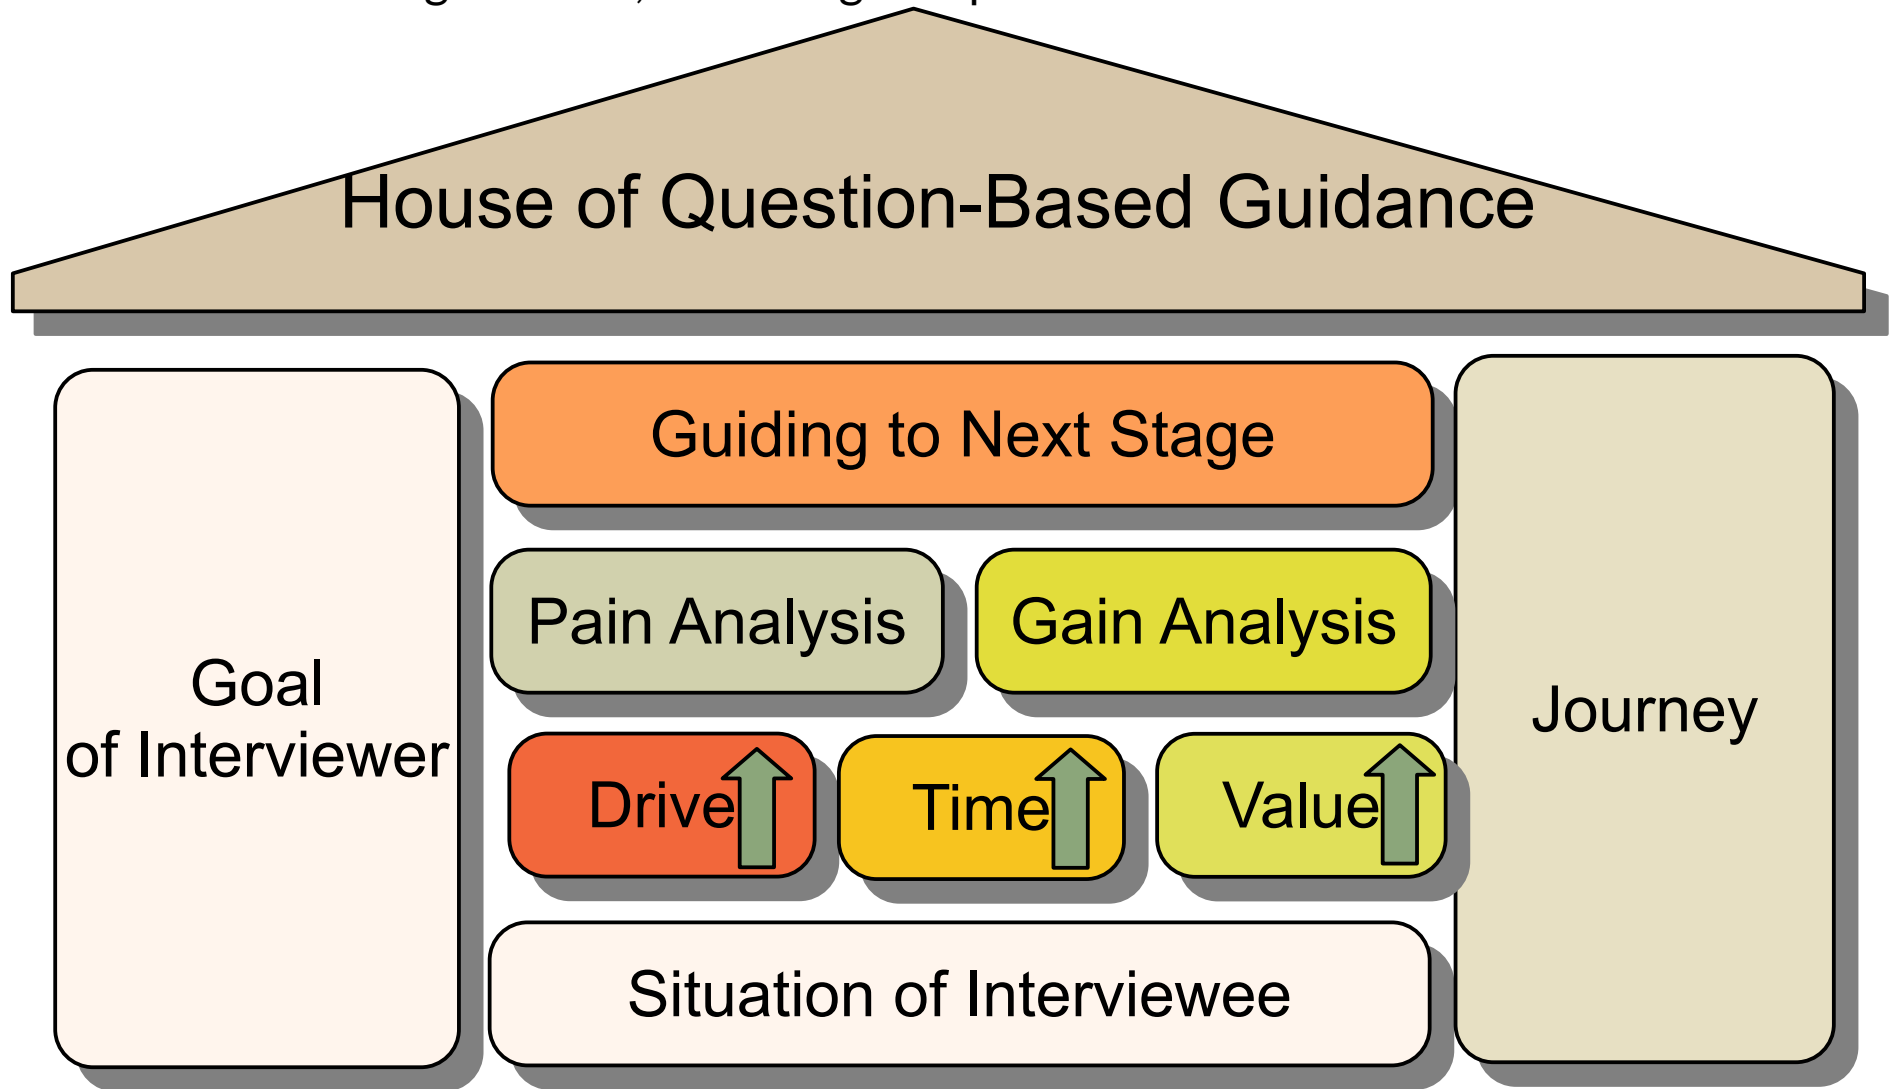 House of Question-Based Guidance
Guiding to Next Stage
Pain Analysis
Gain Analysis
Goal
of Interviewer
Journey
Drive
Time
Value
Situation of Interviewee